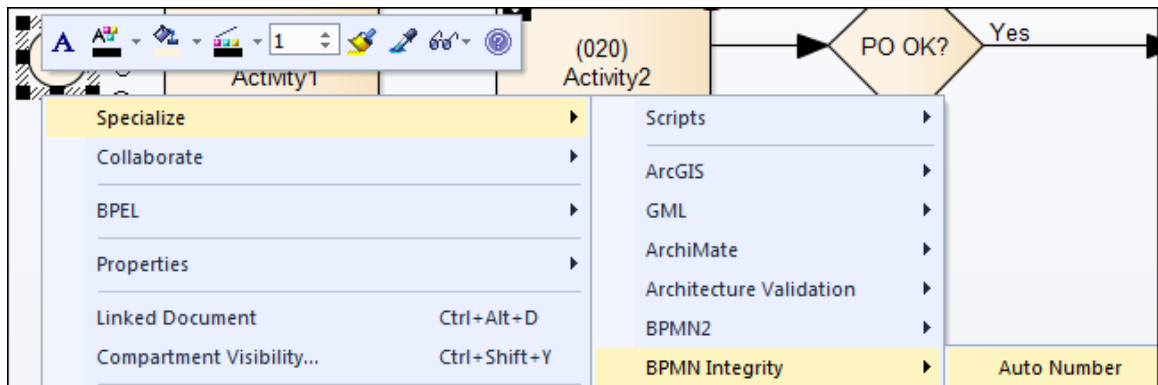 A 1
(020)
Activity1
Activity2
PO OK?
Yes
Specialize
Collaborate
BPEL
Properties
Linked Document Ctrl+Alt+D
Compartment Visibility... Ctrl+Shift+Y
Scripts
ArcGIS
GML
ArchiMate
Architecture Validation
BPMN2
BPMN Integrity
Auto Number